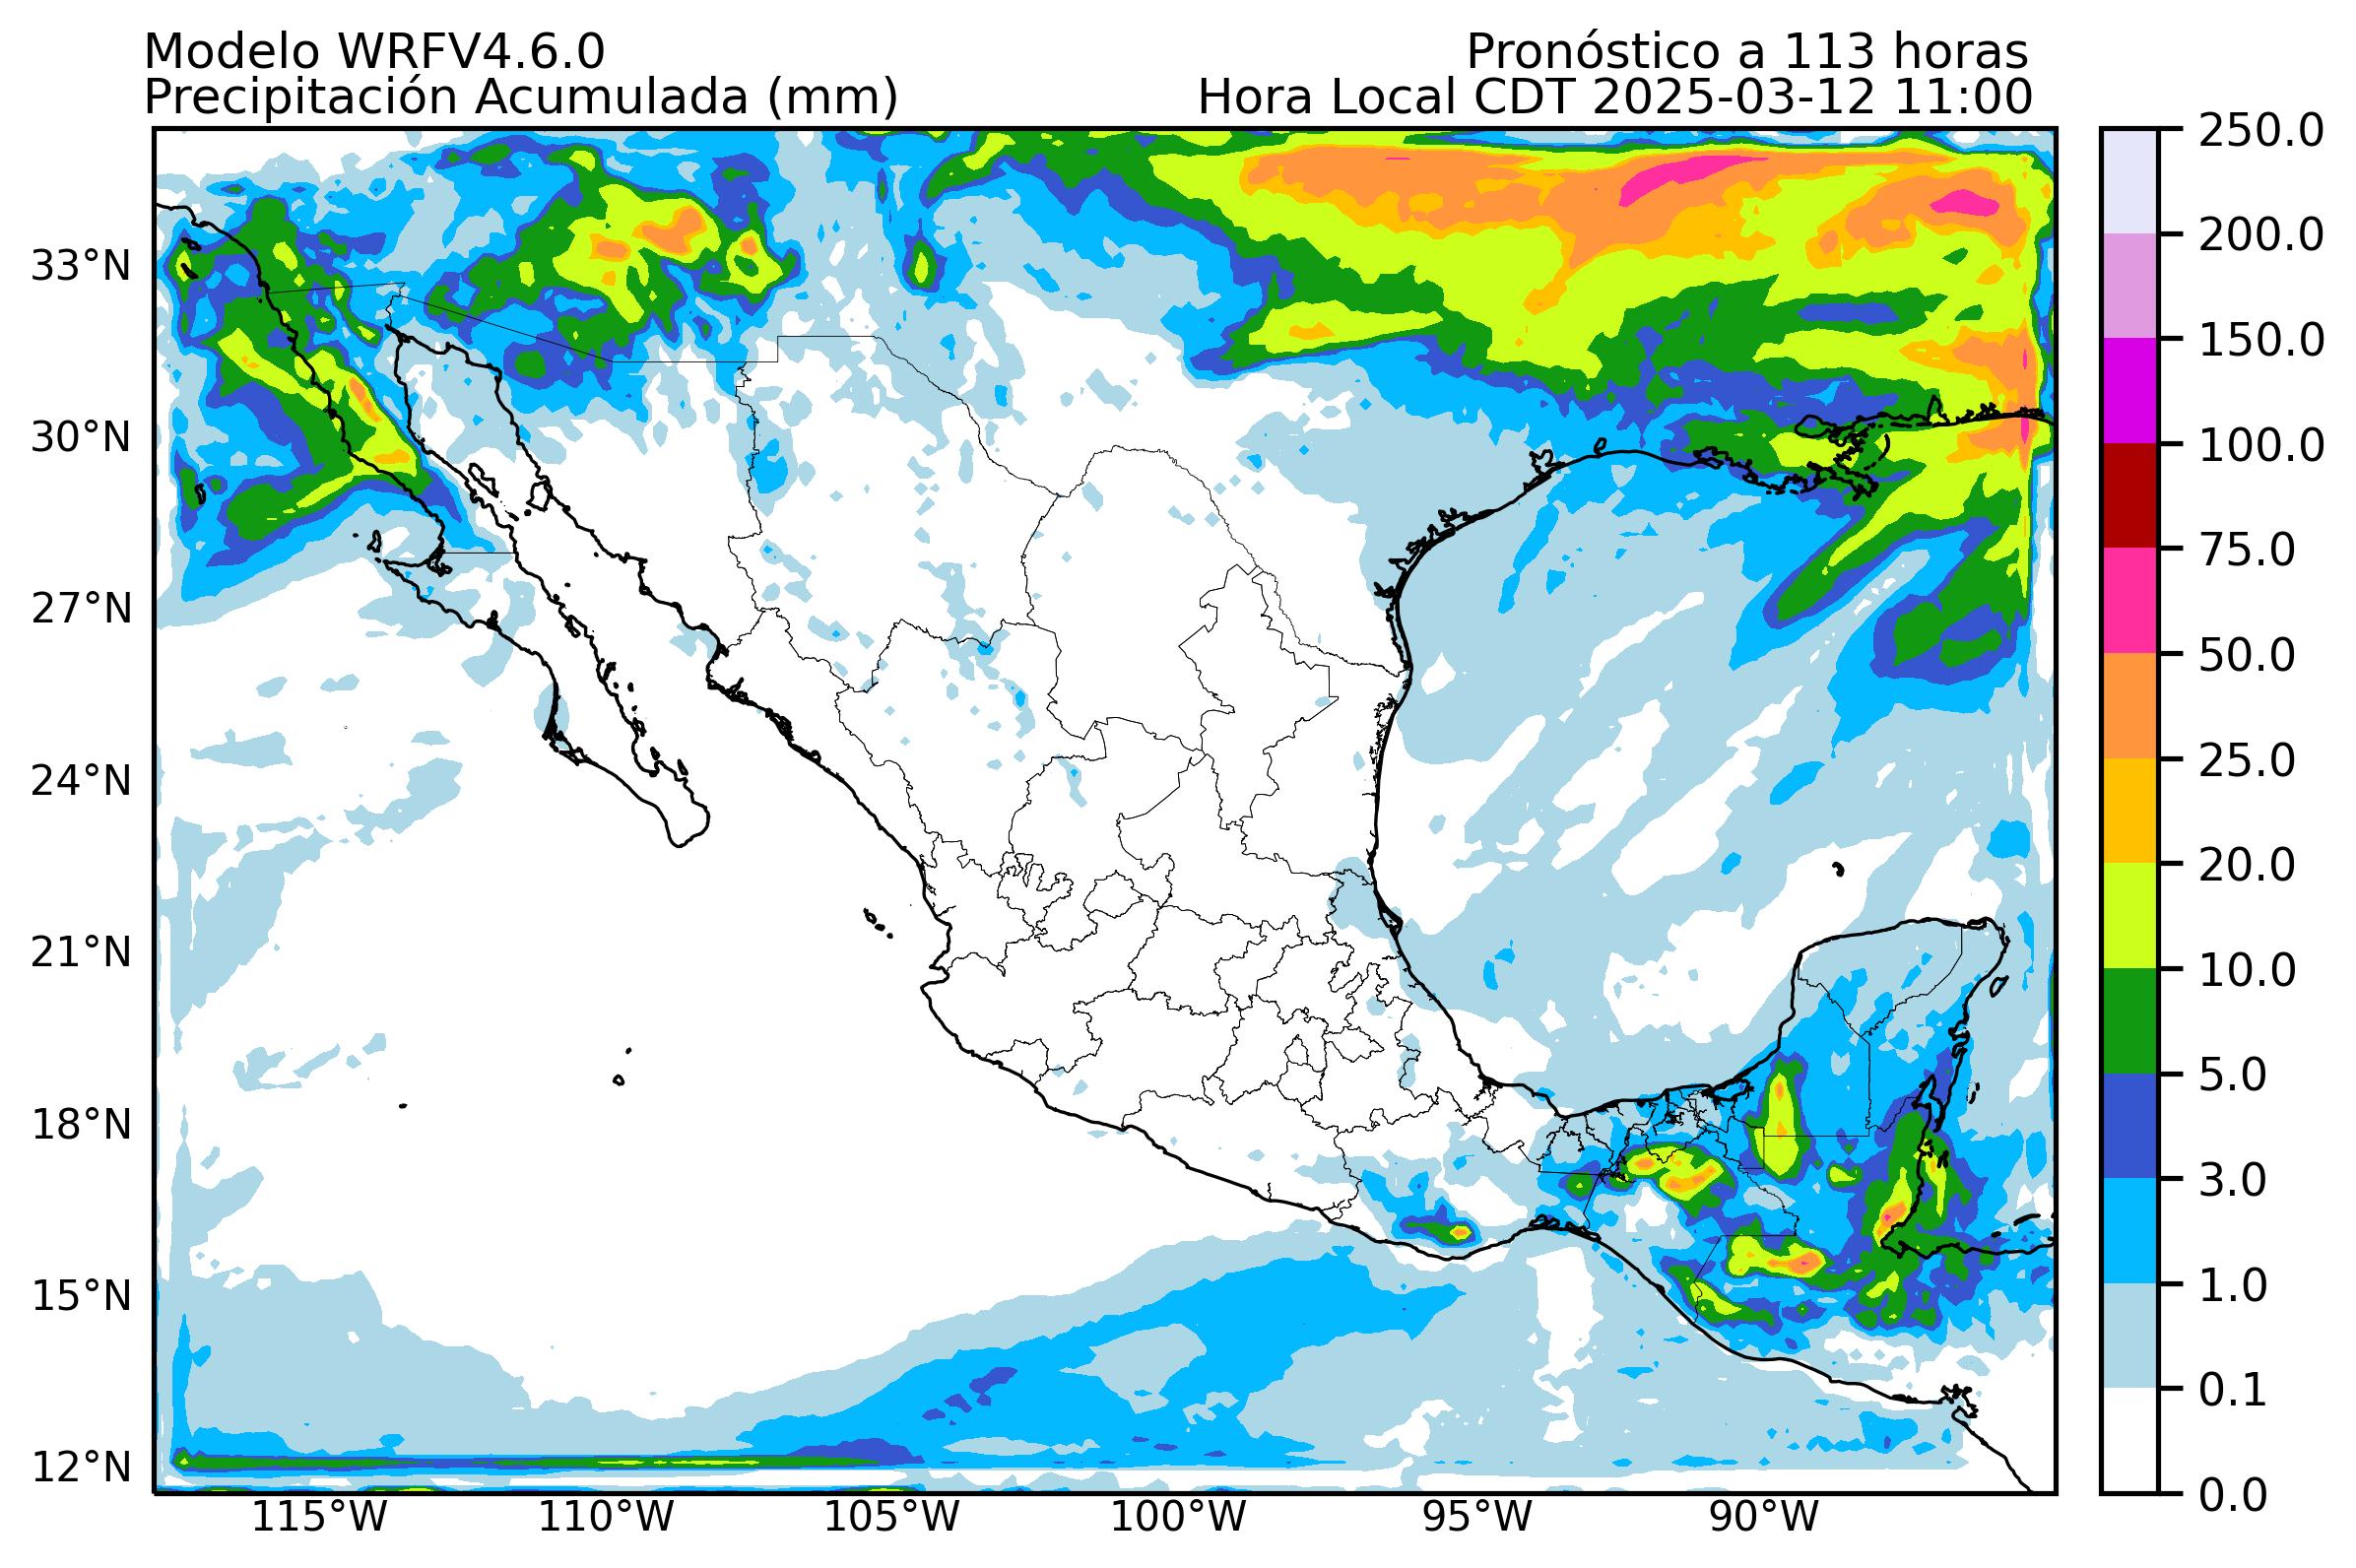 Modelo WRFV4.6.0
Pronóstico a 113 horas
Precipitación Acumulada (mm)
Hora Local CDT 2025-03-12 11:00
250.0
200.0
150.0
100.0
75.0
50.0
25.0
20.0
10.0
5.0
3.0
1.0
0.1
0.0
33°N
30°N
27°N
24°N
21°N
18°N
15°N
12°N
115°W
110°W
105°W
100°W
95°W
90°W